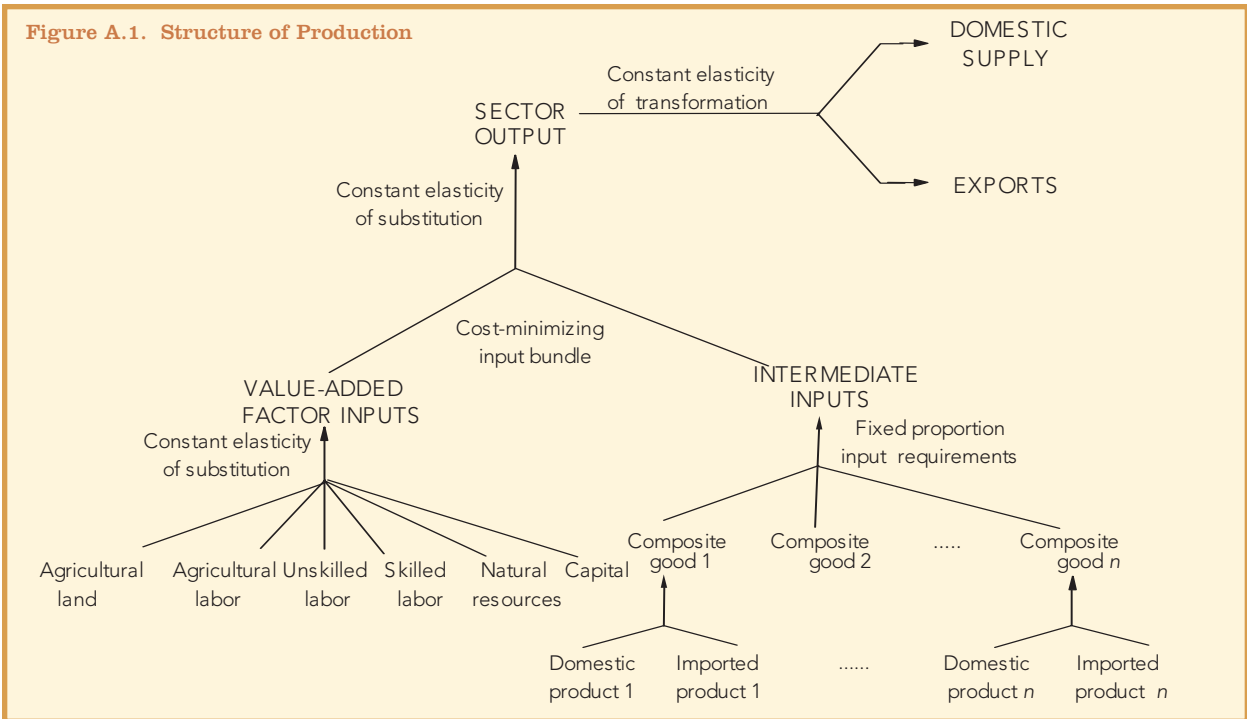 Figure A.1. Structure of Production
DOMESTIC
SUPPLY
Constant elasticity
of transformation
SECTOR
OUTPUT
EXPORTS
Constant elasticity
of substitution
Cost-minimizing
input bundle
VALUE-ADDED
FACTOR INPUTS
INTERMEDIATE
INPUTS
Constant elasticity
of substitution
Fixed proportion
input requirements
Agricultural
land
Agricultural
labor
Unskilled
labor
Skilled
labor
Natural
resources
Capital
Composite
good 1
Composite
good 2
.....
Composite
good n
Domestic
product 1
Imported
product 1
......
Domestic
product n
Imported
product n